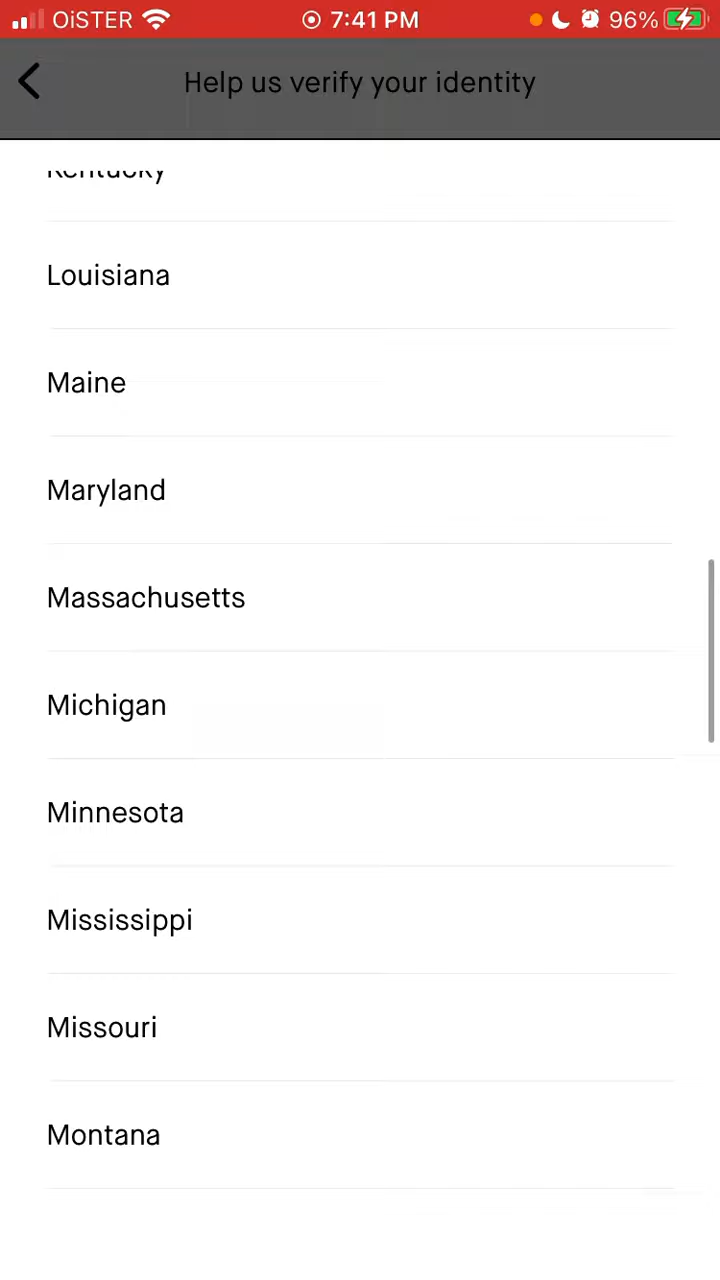 OiSTER 7:41 PM 96%
Help us verify your identity
Kentucky
Louisiana
Maine
Maryland
Massachusetts
Michigan
Minnesota
Mississippi
Missouri
Montana